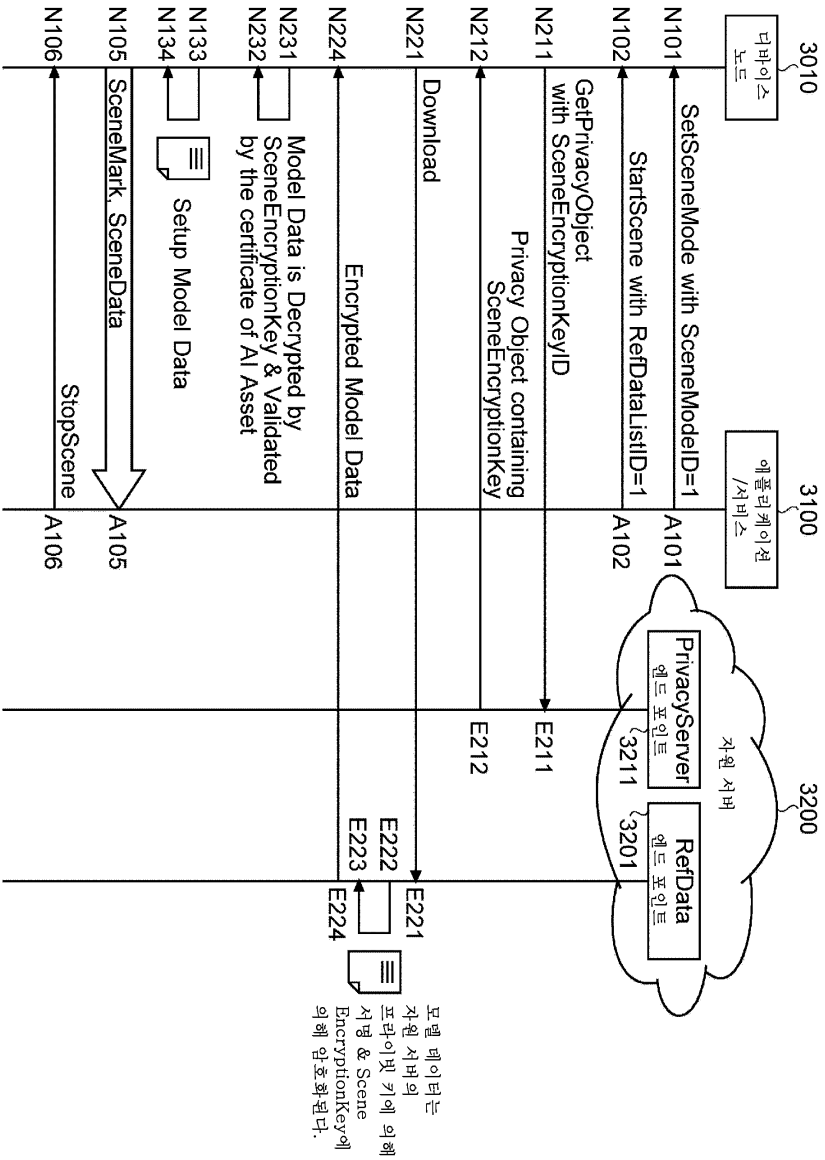 3010
디바이스
노드
3100
애플리케이션
/서비스
3200
자원 서버
PrivacyServer
엔드 포인트
3211
RefData
엔드 포인트
3201
N101
SetSceneMode with SceneModeID=1
A101
N102
StartScene with RefDataListID=1
A102
N211
GetPrivacyObject
with SceneEncryptionKeyID
E211
N212
Privacy Object containing
SceneEncryptionKey
E212
N221
Download
E221
E222
E223
모델 데이터는
자원 서버의
프라이빗 키에 의해
서명 & Scene
EncryptionKey에
의해 암호화된다.
N224
Encrypted Model Data
E224
N231
N232
Model Data is Decrypted by
SceneEncryptionKey & Validated
by the certificate of AI Asset
N133
N134
Setup Model Data
N105
SceneMark, SceneData
A105
N106
StopScene
A106